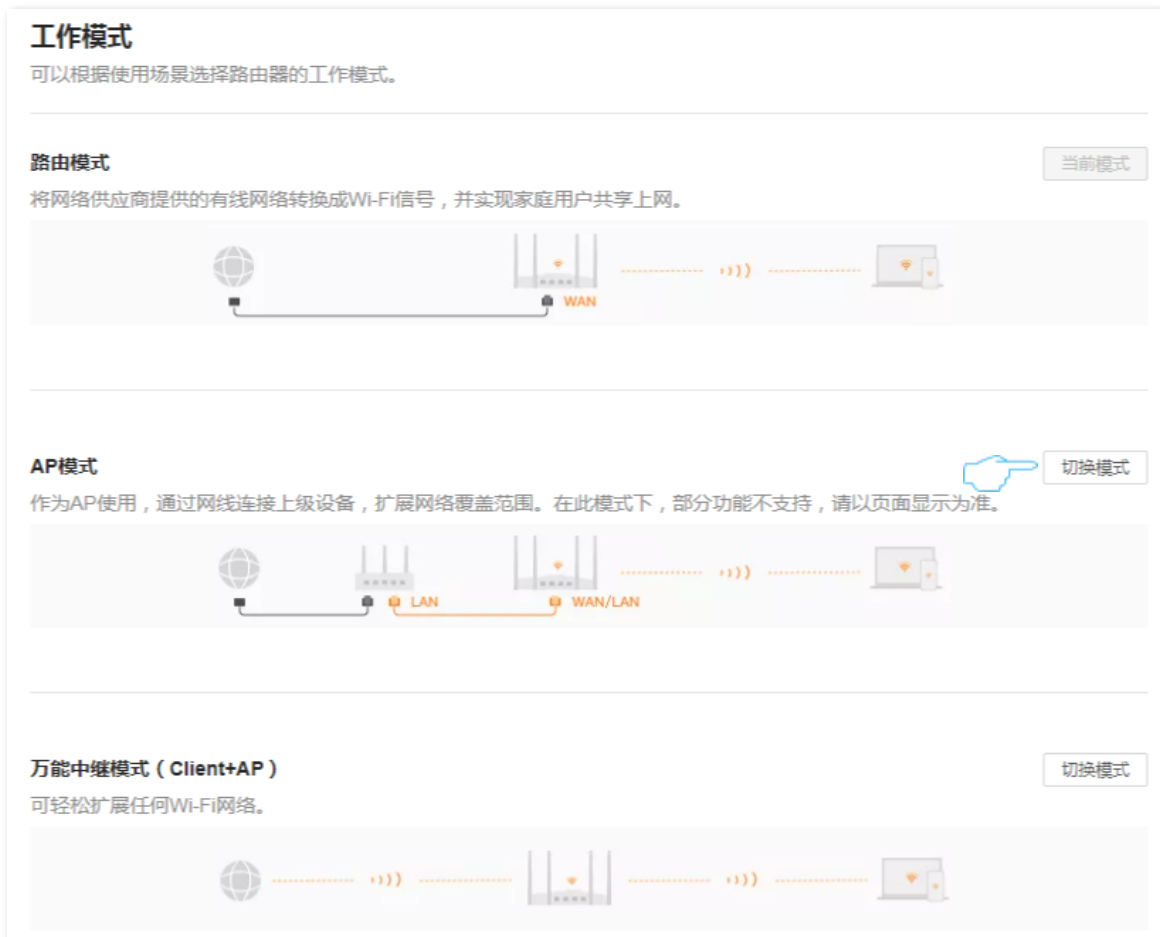 工作模式
可以根据使用场景选择路由器的工作模式。
路由模式
当前模式
将网络供应商提供的有线网络转换成Wi-Fi信号，并实现家庭用户共享上网。
WAN
AP模式
切换模式
作为AP使用，通过网线连接上级设备，扩展网络覆盖范围。在此模式下，部分功能不支持，请以页面显示为准。
LAN
WAN/LAN
万能中继模式（Client+AP）
切换模式
可轻松扩展任何Wi-Fi网络。